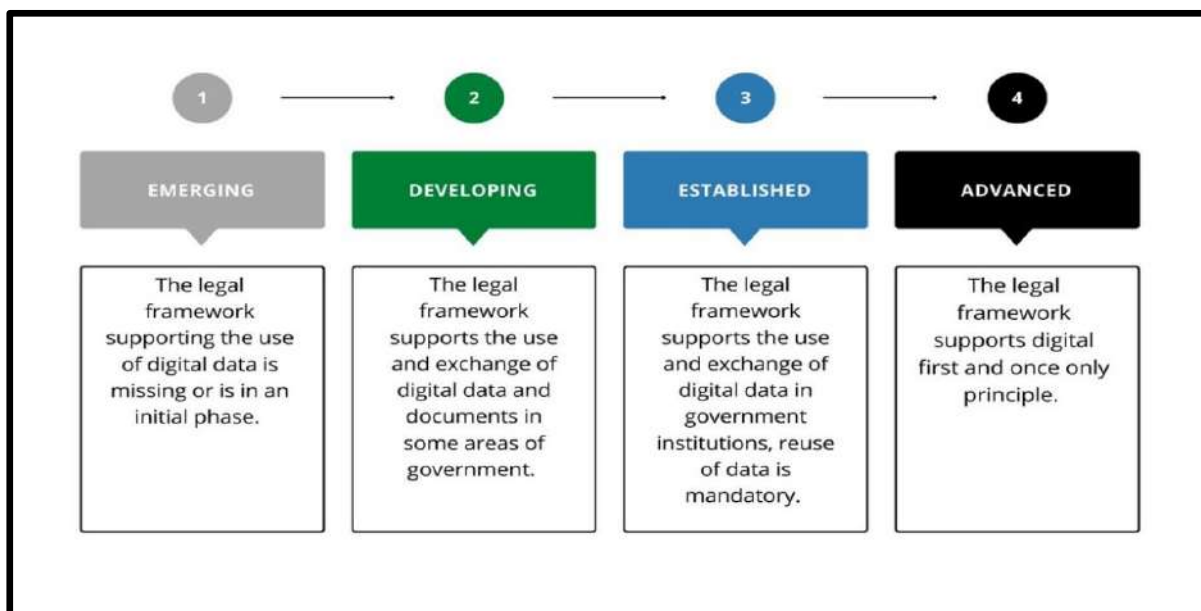 1
2
3
4
EMERGING
DEVELOPING
ESTABLISHED
ADVANCED
The legal
framework
supporting the use
of digital data is
missing or is in an
initial phase.
The legal
framework
supports the use
and exchange of
digital data and
documents in
some areas of
government.
The legal
framework
supports the use
and exchange of
digital data in
government
institutions, reuse
of data is
mandatory.
The legal
framework
supports digital
first and once only
principle.